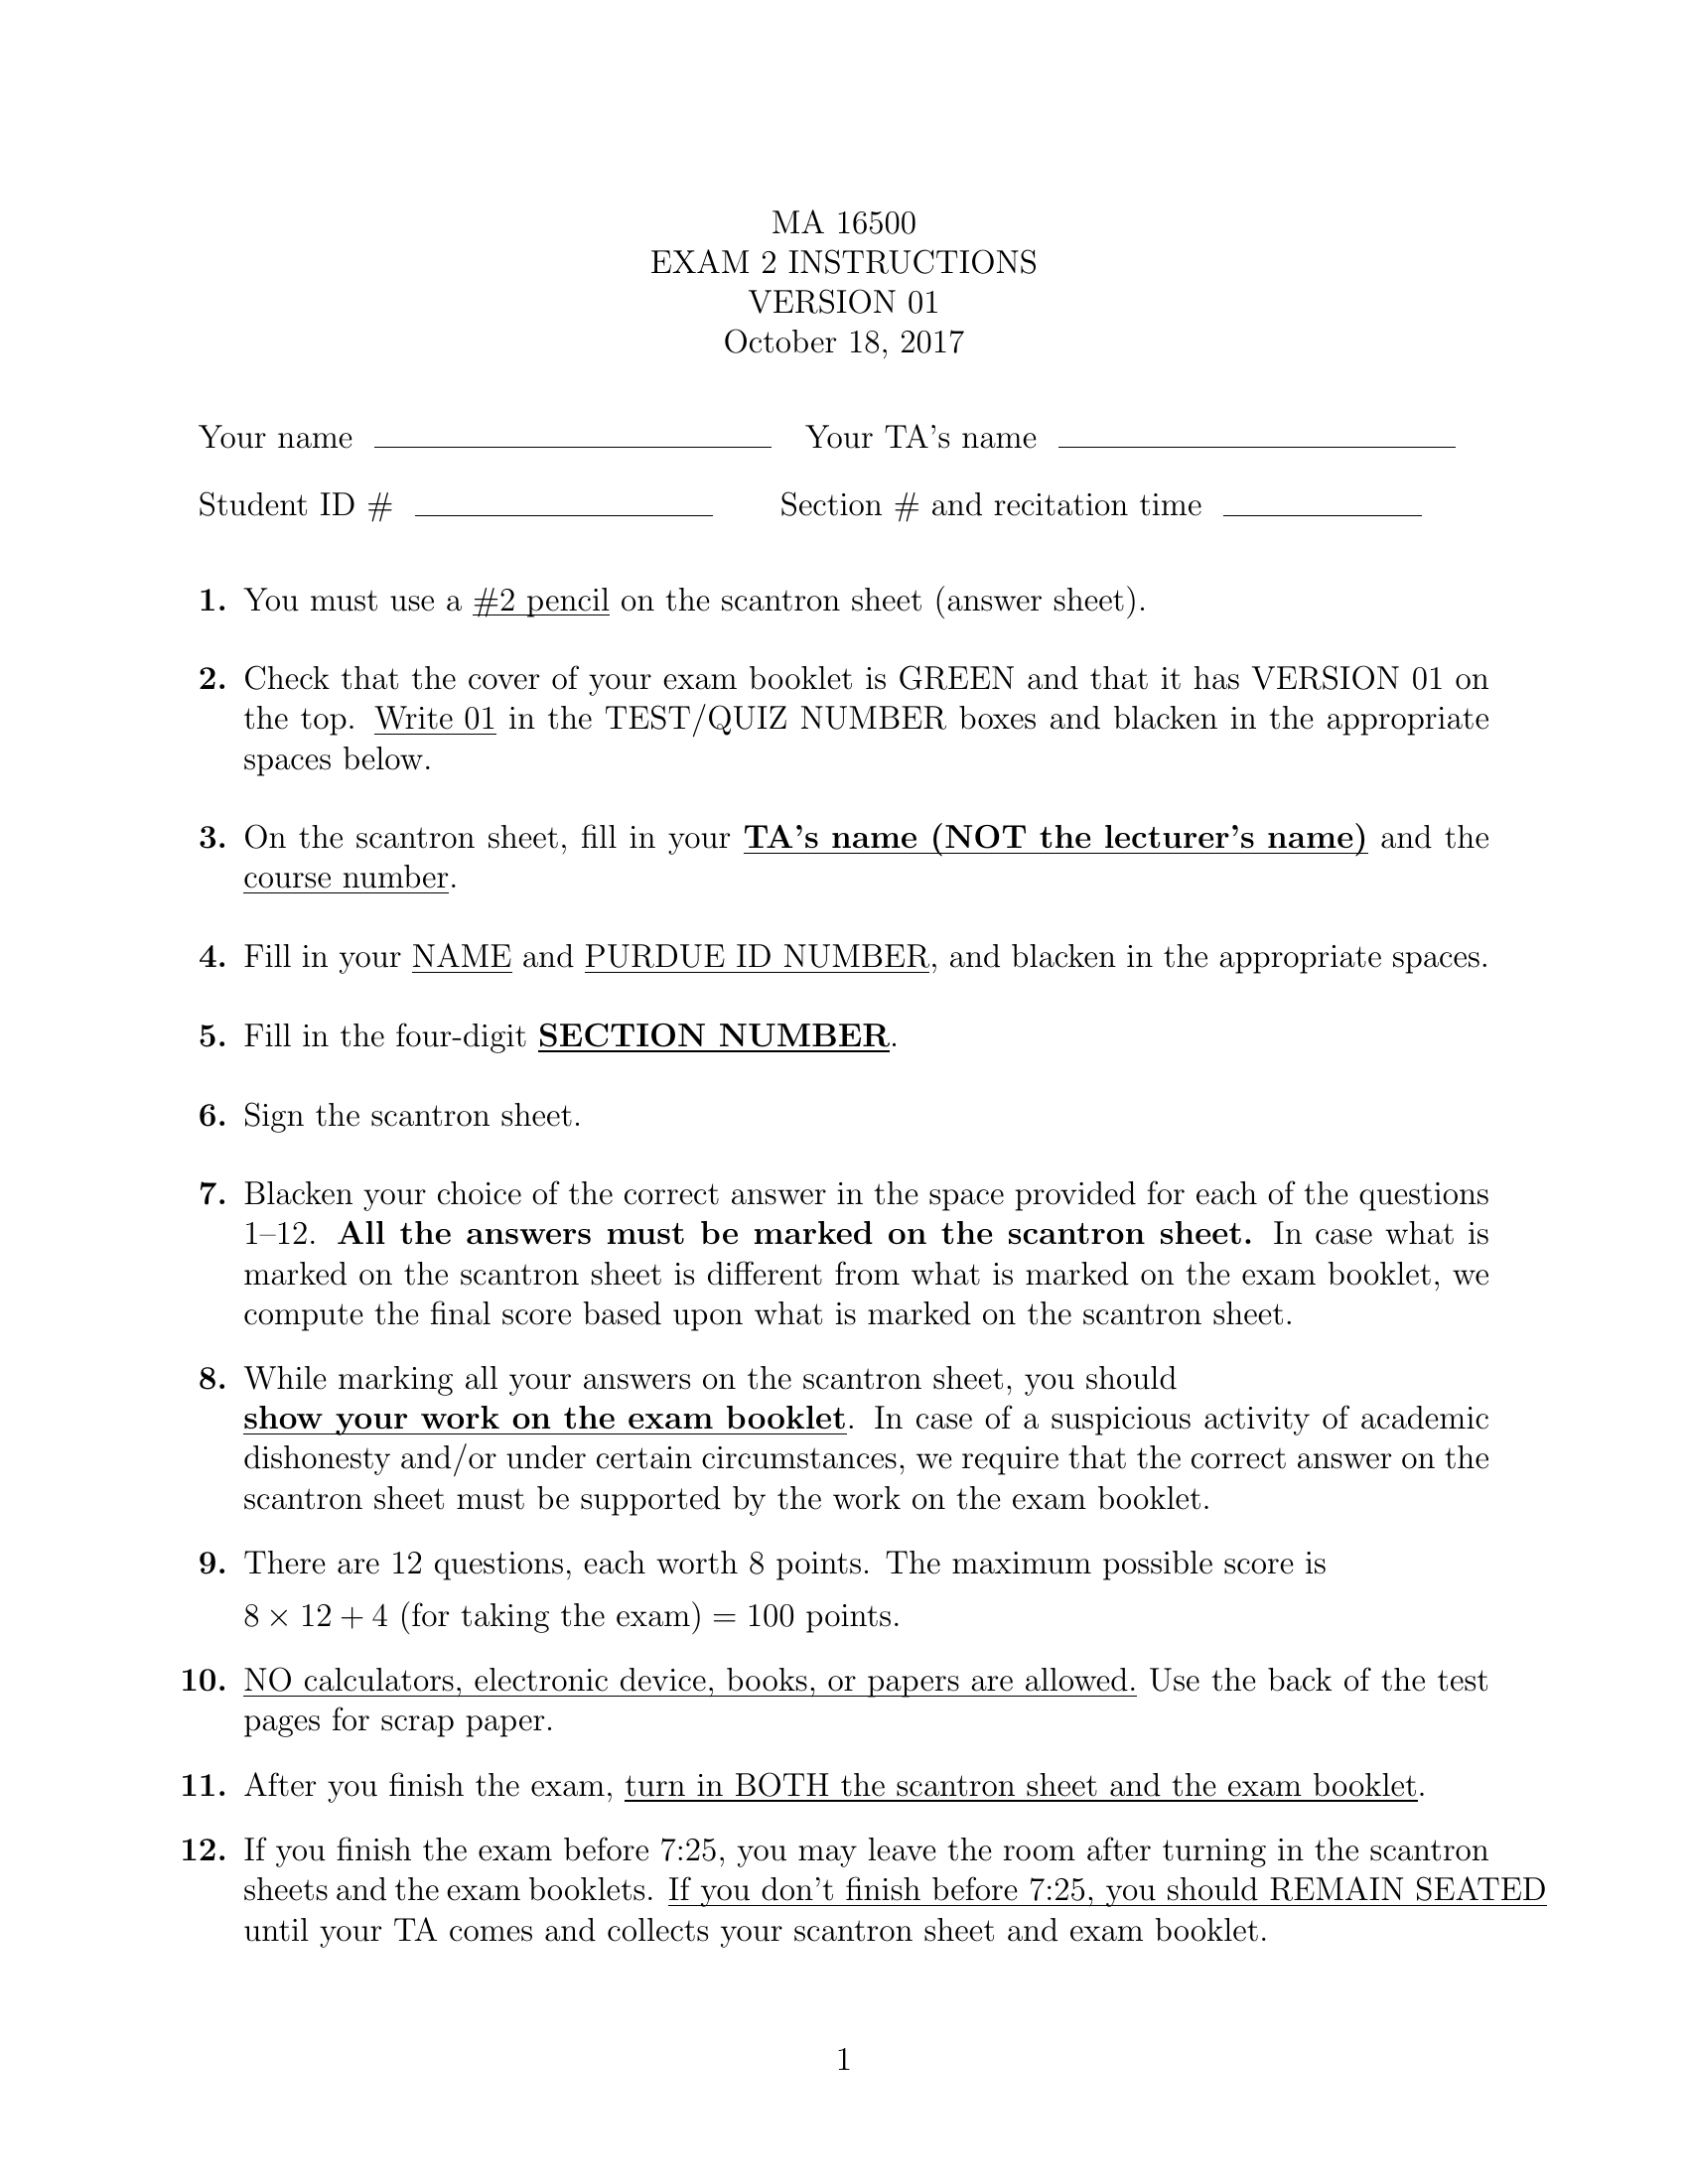 MA 16500
EXAM 2 INSTRUCTIONS
VERSION 01
October 18, 2017
Your name Your TA's name
Student ID # Section # and recitation time
1. You must use a #2 pencil on the scantron sheet (answer sheet).
2. Check that the cover of your exam booklet is GREEN and that it has VERSION 01 on
the top. Write 01 in the TEST/QUIZ NUMBER boxes and blacken in the appropriate
spaces below.
3. On the scantron sheet, fill in your TA's name (NOT the lecturer's name) and the
course number.
4. Fill in your NAME and PURDUE ID NUMBER, and blacken in the appropriate spaces.
5. Fill in the four-digit SECTION NUMBER.
6. Sign the scantron sheet.
7. Blacken your choice of the correct answer in the space provided for each of the questions
1–12. All the answers must be marked on the scantron sheet. In case what is
marked on the scantron sheet is different from what is marked on the exam booklet, we
compute the final score based upon what is marked on the scantron sheet.
8. While marking all your answers on the scantron sheet, you should
show your work on the exam booklet. In case of a suspicious activity of academic
dishonesty and/or under certain circumstances, we require that the correct answer on the
scantron sheet must be supported by the work on the exam booklet.
9. There are 12 questions, each worth 8 points. The maximum possible score is
8 × 12 + 4 (for taking the exam) = 100 points.
10. NO calculators, electronic device, books, or papers are allowed. Use the back of the test
pages for scrap paper.
11. After you finish the exam, turn in BOTH the scantron sheet and the exam booklet.
12. If you finish the exam before 7:25, you may leave the room after turning in the scantron
sheets and the exam booklets. If you don't finish before 7:25, you should REMAIN SEATED
until your TA comes and collects your scantron sheet and exam booklet.
1